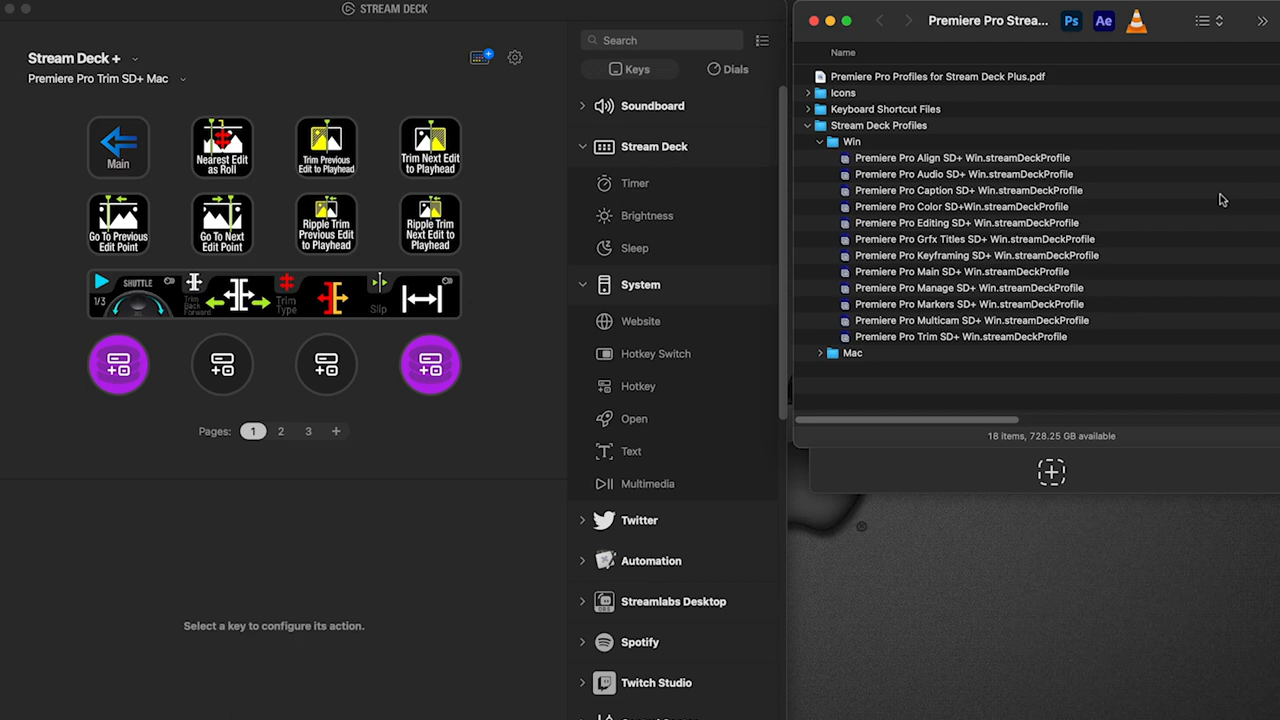 STREAM DECK
Stream Deck +
Premiere Pro Trim SD+ Mac
Main
Nearest Edit
as Roll
Trim Previous
Edit to Playhead
Trim Next Edit
to Playhead
Go To Previous
Edit Point
Go To Next
Edit Point
Ripple Trim
Previous Edit
to Playhead
Ripple Trim
Next Edit to
Playhead
SHUTTLE
1/3
Trim
Back
Forward
Trim
Type
Slip
Pages:
1
2
3
+
Select a key to configure its action.
Search
Keys
Dials
Soundboard
Stream Deck
Timer
Brightness
Sleep
System
Website
Hotkey Switch
Hotkey
Open
Text
Multimedia
Twitter
Automation
Streamlabs Desktop
OBS
Spotify
Twitch Studio
Premiere Pro Strea...
Ps
Ae
Name
Premiere Pro Profiles for Stream Deck Plus.pdf
Icons
Keyboard Shortcut Files
Stream Deck Profiles
Win
Premiere Pro Align SD+ Win.streamDeckProfile
Premiere Pro Audio SD+ Win.streamDeckProfile
Premiere Pro Caption SD+ Win.streamDeckProfile
Premiere Pro Color SD+Win.streamDeckProfile
Premiere Pro Editing SD+ Win.streamDeckProfile
Premiere Pro Grfx Titles SD+ Win.streamDeckProfile
Premiere Pro Keyframing SD+ Win.streamDeckProfile
Premiere Pro Main SD+ Win.streamDeckProfile
Premiere Pro Manage SD+ Win.streamDeckProfile
Premiere Pro Markers SD+ Win.streamDeckProfile
Premiere Pro Multicam SD+ Win.streamDeckProfile
Premiere Pro Trim SD+ Win.streamDeckProfile
Mac
18 items, 728.25 GB available